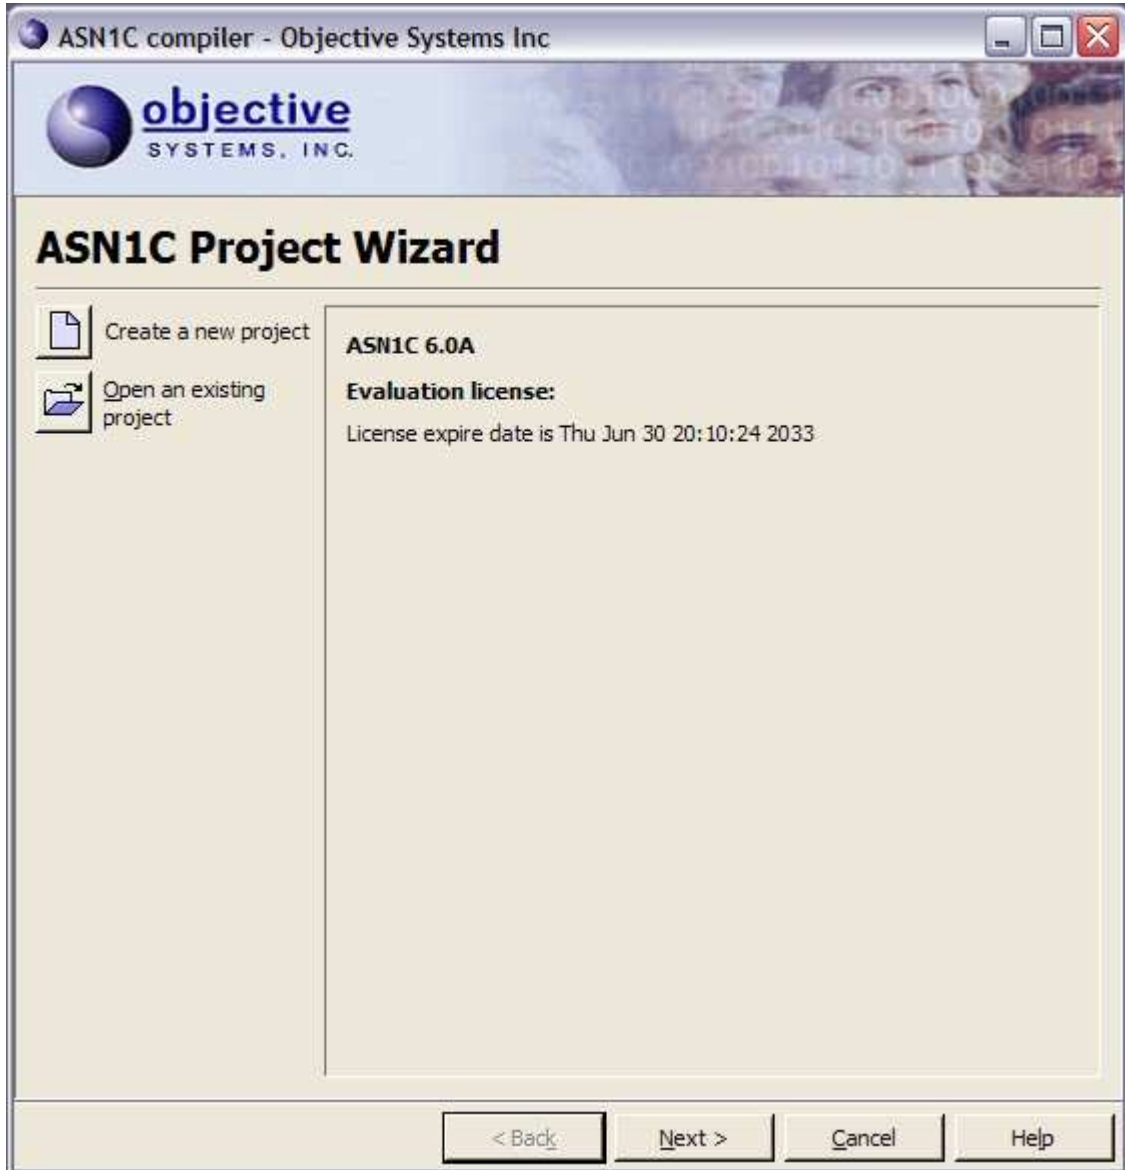 ASN1C compiler - Objective Systems Inc
objective
SYSTEMS, INC.
ASN1C Project Wizard
Create a new project
Open an existing
project
ASN1C 6.0A
Evaluation license:
License expire date is Thu Jun 30 20:10:24 2033
< Back
Next >
Cancel
Help